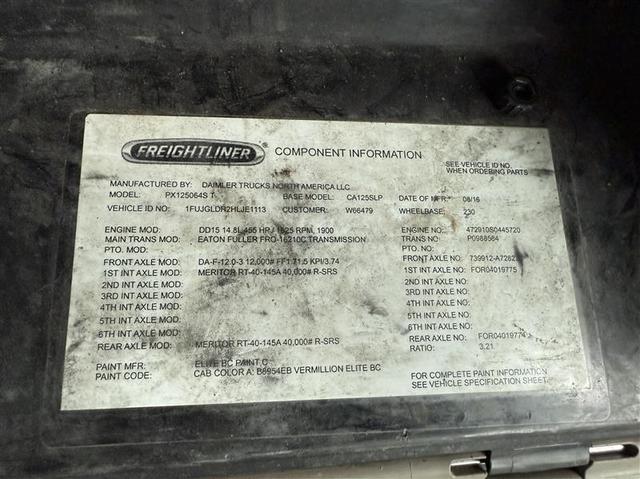 FREIGHTLINER COMPONENT INFORMATION
SEE VEHICLE ID NO.
WHEN ORDERING PARTS
MANUFACTURED BY: DAIMLER TRUCKS NORTH AMERICA LLC
MODEL: PX125064S T BASE MODEL: CA125SLP DATE OF MFR: 08/16
VEHICLE ID NO: 1FUJGLDR2HLJE1113 CUSTOMER: W66479 WHEELBASE: 230
ENGINE MOD: DD15 14.8L 455 HP / 1625 RPM, 1900 ENGINE NO: 472910S0445720
MAIN TRANS MOD: EATON FULLER FRO-16210C TRANSMISSION TRANS NO: P0988584
PTO. MOD: PTO. NO:
FRONT AXLE MOD: DA-F-12.0-3 12,000# FF1 71.5 KPI/3.74 FRONT AXLE NO: 739912-A72823
1ST INT AXLE MOD: MERITOR RT-40-145A 40,000# R-SRS 1ST INT AXLE NO: FOR04019775
2ND INT AXLE MOD: 2ND INT AXLE NO:
3RD INT AXLE MOD: 3RD INT AXLE NO:
4TH INT AXLE MOD: 4TH INT AXLE NO:
5TH INT AXLE MOD: 5TH INT AXLE NO:
6TH INT AXLE MOD: 6TH INT AXLE NO:
REAR AXLE MOD: MERITOR RT-40-145A 40,000# R-SRS REAR AXLE NO: FOR04019774
RATIO: 3.21
PAINT MFR: ELITE BC PAINT, C
PAINT CODE: CAB COLOR A: B8954EB VERMILLION ELITE BC
FOR COMPLETE PAINT INFORMATION
SEE VEHICLE SPECIFICATION SHEET.